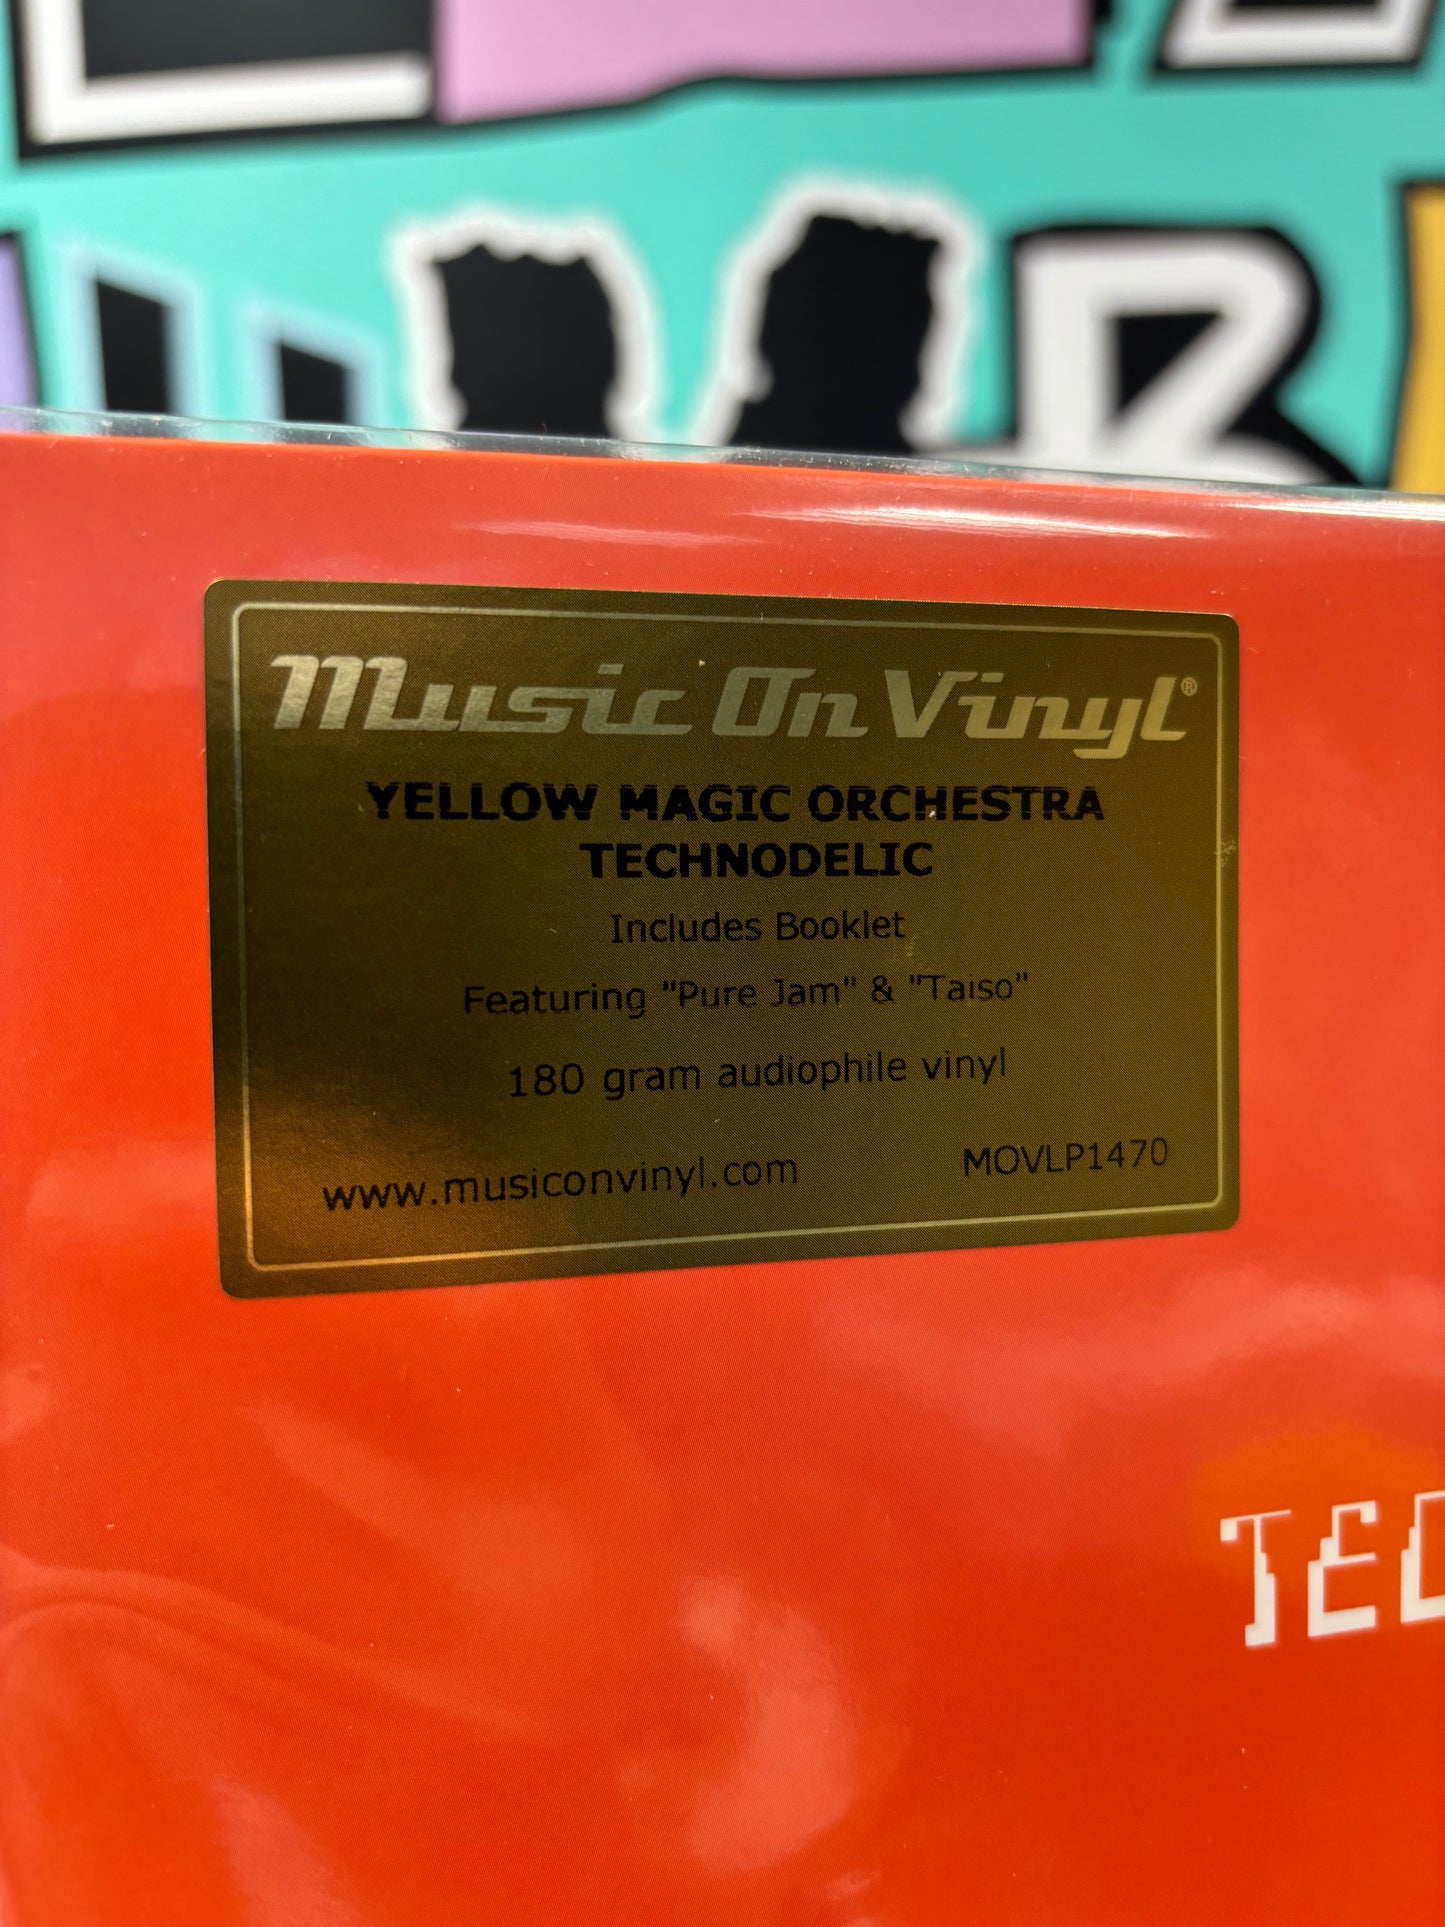 Music On Vinyl®
YELLOW MAGIC ORCHESTRA
TECHNODELIC
Includes Booklet
Featuring "Pure Jam" & "Taiso"
180 gram audiophile vinyl
www.musiconvinyl.com MOVLP1470
TEC